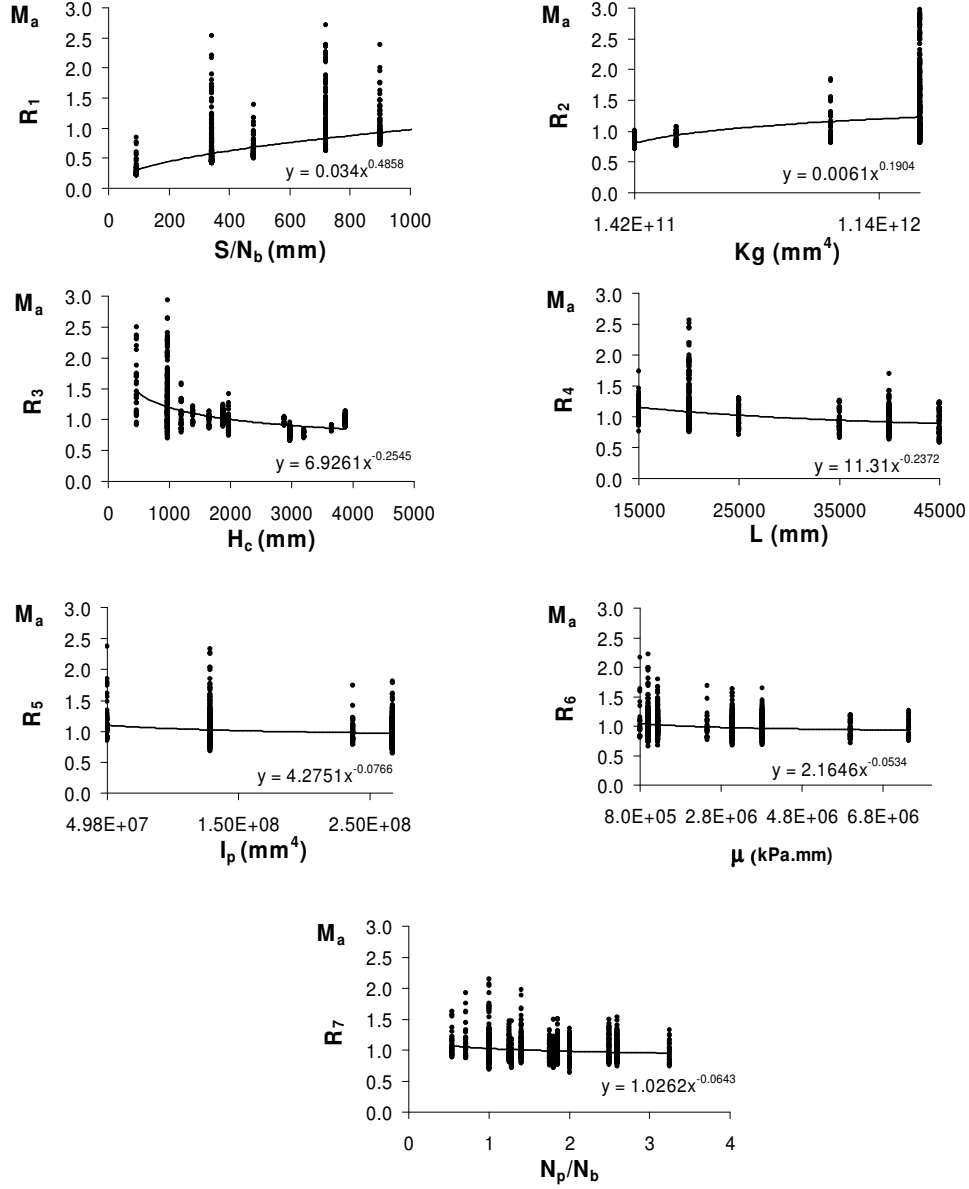 Mₐ
3.0
2.5
2.0
1.5
1.0
0.5
0.0
R₁
y = 0.034x^0.4858
0 200 400 600 800 1000
S/N_b (mm)
Mₐ
3.0
2.5
2.0
1.5
1.0
0.5
0.0
R₂
y = 0.0061x^0.1904
1.42E+11 1.14E+12
Kg (mm⁴)
Mₐ
3.0
2.5
2.0
1.5
1.0
0.5
0.0
R₃
y = 6.9261x^-0.2545
0 1000 2000 3000 4000 5000
H_c (mm)
Mₐ
3.0
2.5
2.0
1.5
1.0
0.5
0.0
R₄
y = 11.31x^-0.2372
15000 25000 35000 45000
L (mm)
Mₐ
3.0
2.5
2.0
1.5
1.0
0.5
0.0
R₅
y = 4.2751x^-0.0766
4.98E+07 1.50E+08 2.50E+08
I_p (mm⁴)
Mₐ
3.0
2.5
2.0
1.5
1.0
0.5
0.0
R₆
y = 2.1646x^-0.0534
8.0E+05 2.8E+06 4.8E+06 6.8E+06
μ (kPa.mm)
Mₐ
3.0
2.5
2.0
1.5
1.0
0.5
0.0
R₇
y = 1.0262x^-0.0643
0 1 2 3 4
N_p/N_b